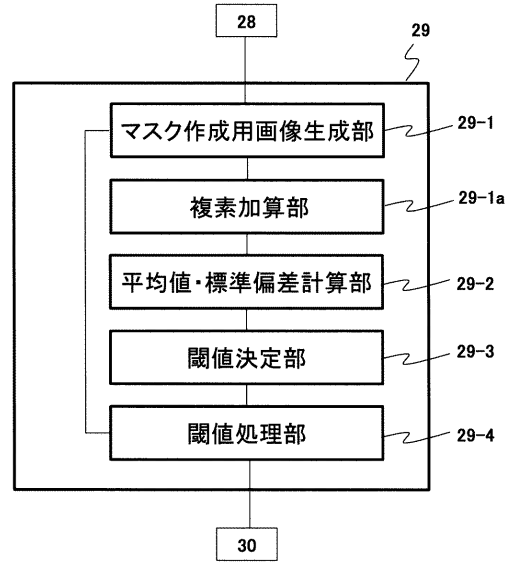 28
29
マスク作成用画像生成部
29-1
複素加算部
29-1a
平均値・標準偏差計算部
29-2
閾値決定部
29-3
閾値処理部
29-4
30